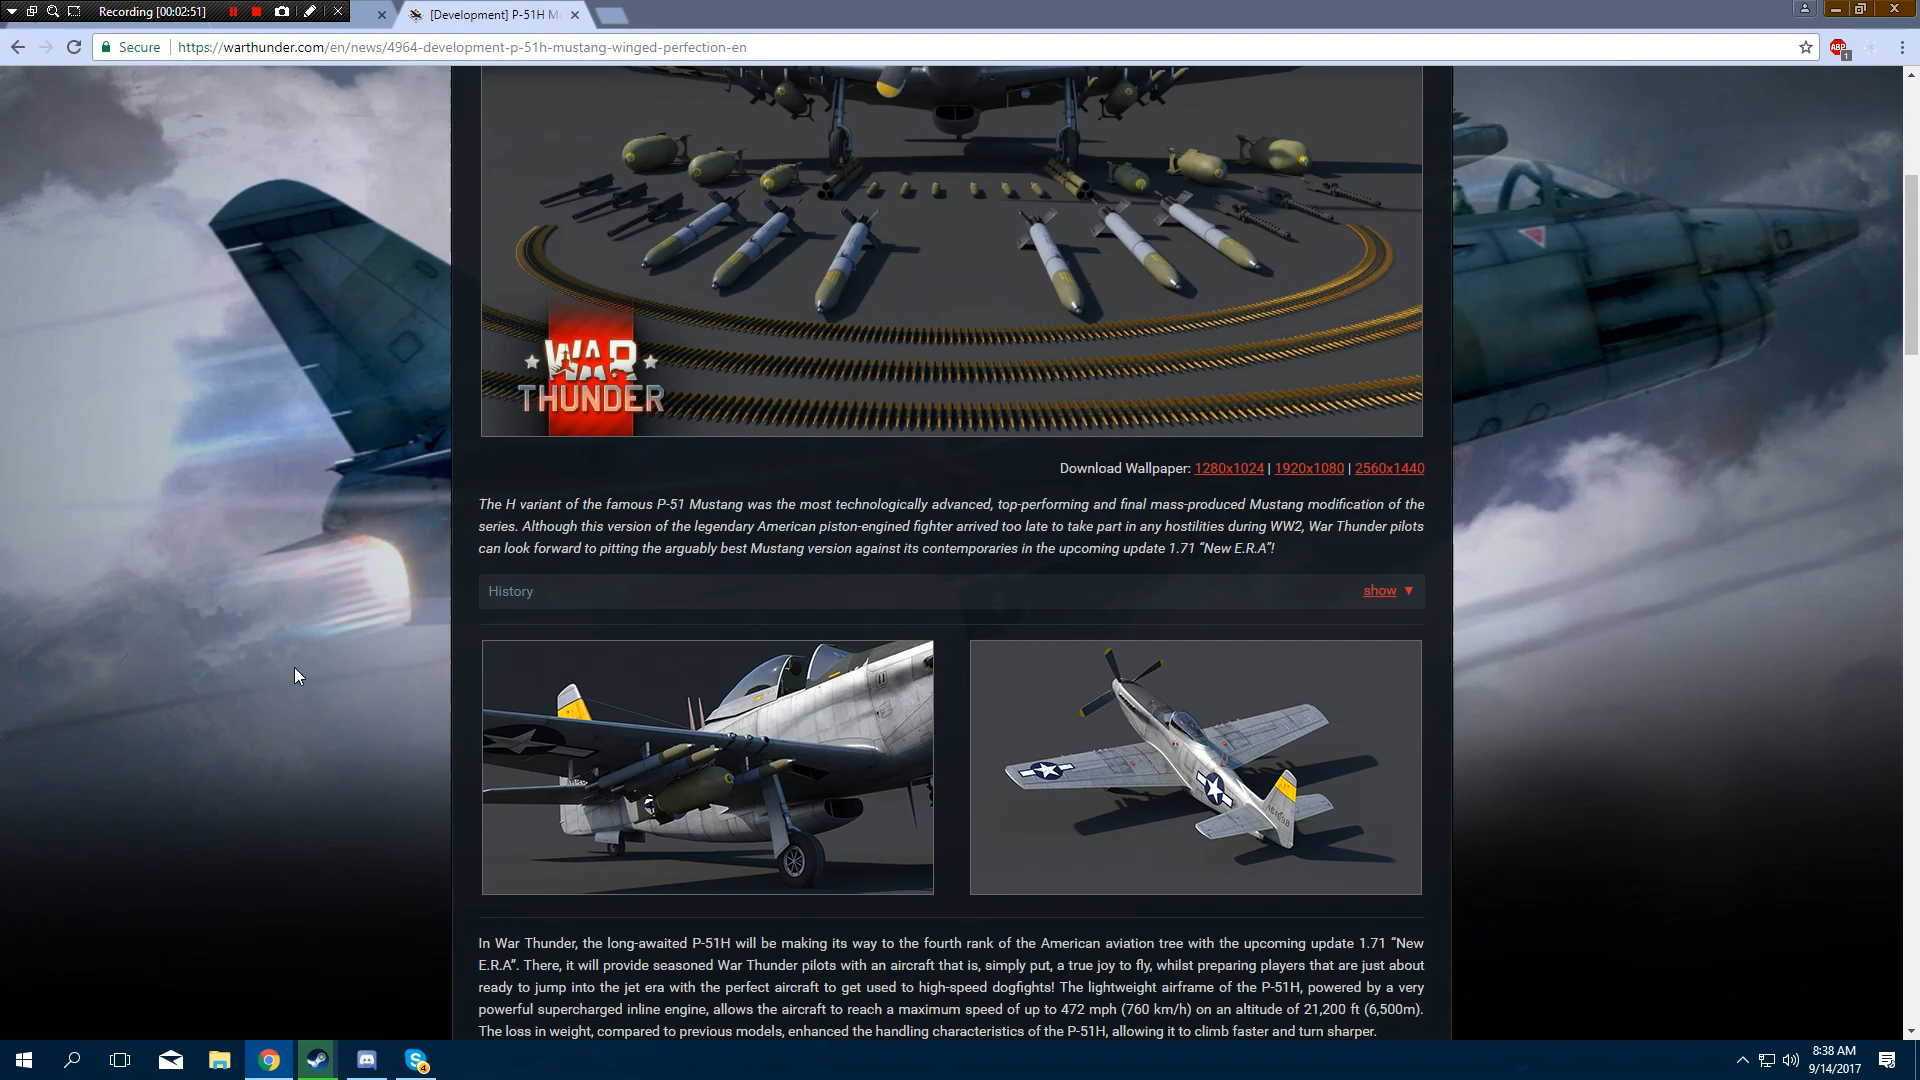 Recording [00:02:51]
[Development] P-51H M
Secure
https://warthunder.com/en/news/4964-development-p-51h-mustang-winged-perfection-en
ABP
1
WAR
THUNDER
Download Wallpaper: 1280x1024 | 1920x1080 | 2560x1440
The H variant of the famous P-51 Mustang was the most technologically advanced, top-performing and final mass-produced Mustang modification of the
series. Although this version of the legendary American piston-engined fighter arrived too late to take part in any hostilities during WW2, War Thunder pilots
can look forward to pitting the arguably best Mustang version against its contemporaries in the upcoming update 1.71 “New E.R.A”!
History
show ▼
In War Thunder, the long-awaited P-51H will be making its way to the fourth rank of the American aviation tree with the upcoming update 1.71 “New
E.R.A”. There, it will provide seasoned War Thunder pilots with an aircraft that is, simply put, a true joy to fly, whilst preparing players that are just about
ready to jump into the jet era with the perfect aircraft to get used to high-speed dogfights! The lightweight airframe of the P-51H, powered by a very
powerful supercharged inline engine, allows the aircraft to reach a maximum speed of up to 472 mph (760 km/h) on an altitude of 21,200 ft (6,500m).
The loss in weight, compared to previous models, enhanced the handling characteristics of the P-51H, allowing it to climb faster and turn sharper.
4
8:38 AM
9/14/2017